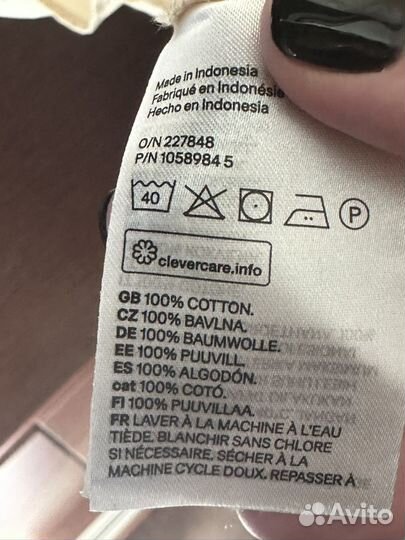 Made in Indonesia
Fabriqué en Indonésie
Hecho en Indonesia
O/N 227848
P/N 1058984 5
40
P
clevercare.info
GB 100% COTTON.
CZ 100% BAVLNA.
DE 100% BAUMWOLLE.
EE 100% PUUVILL.
ES 100% ALGODÓN.
cat 100% COTÓ.
FI 100% PUUVILLAA.
FR LAVER À LA MACHINE À L'EAU
TIÈDE. BLANCHIR SANS CHLORE
SI NÉCESSAIRE, SÉCHER À LA
MACHINE CYCLE DOUX. REPASSER À
Avito